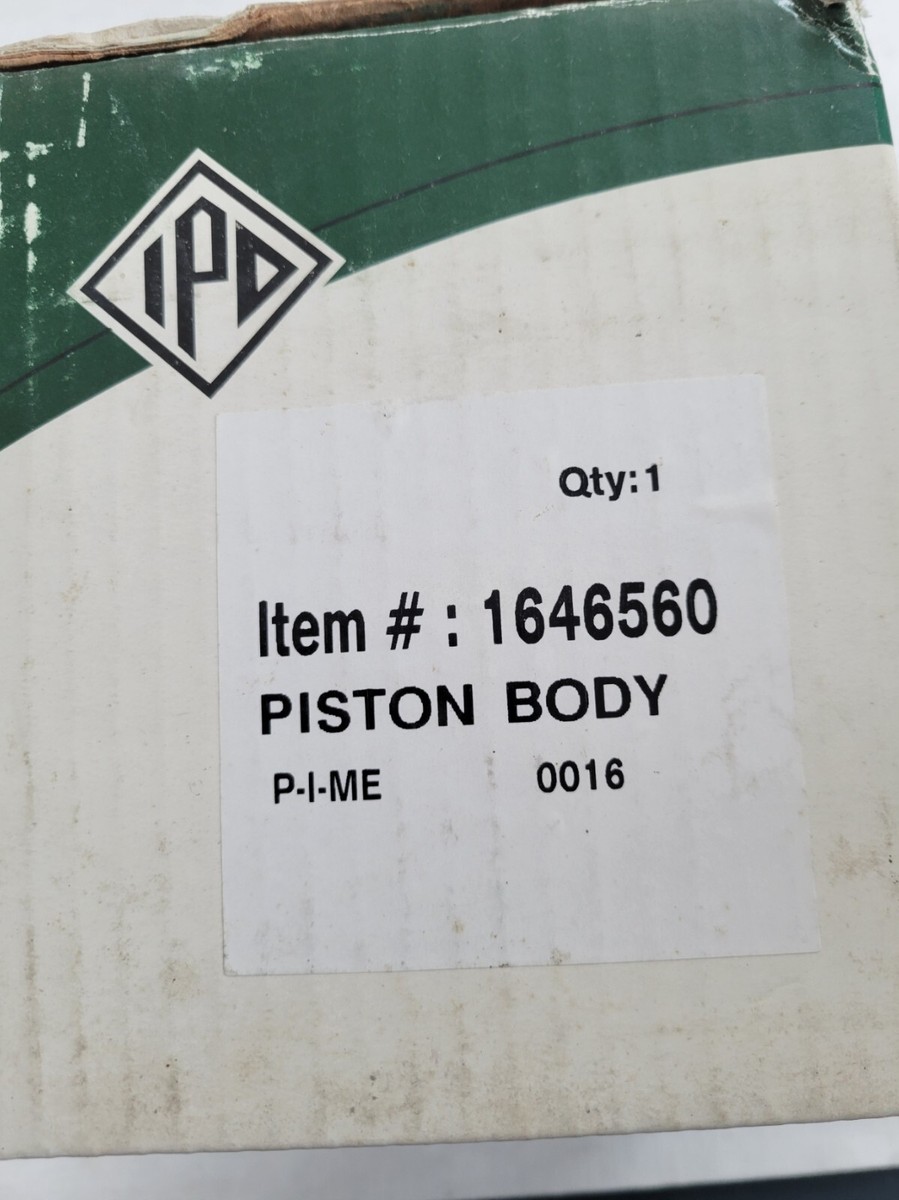 IPD
Qty: 1
Item # : 1646560
PISTON BODY
P-I-ME 0016